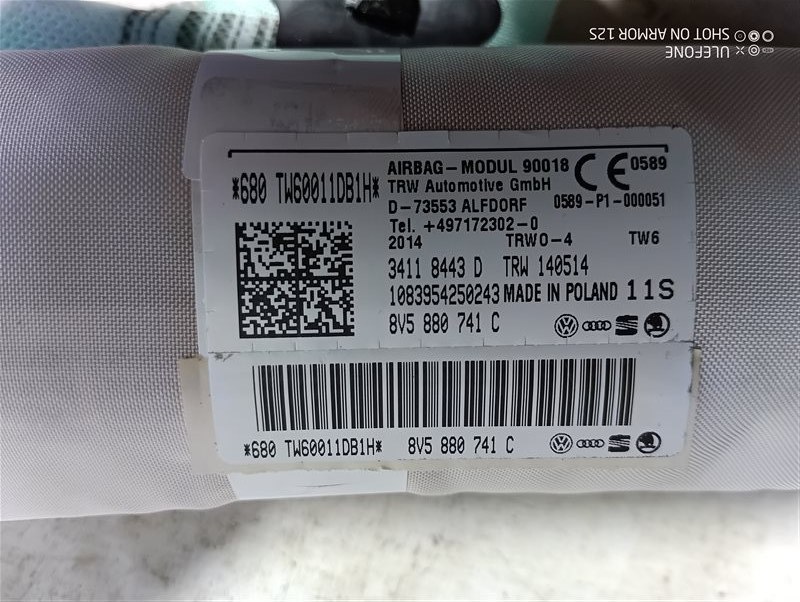 SHOT ON ARMOR 12S
ULEFONE
*680 TW60011DB1H*
AIRBAG-MODUL 90018
TRW Automotive GmbH
D-73553 ALFDORF
Tel. +497172302-0
2014 TRWO-4 TW6
CE 0589
0589-P1-000051
3411 8443 D TRW 140514
1083954250243 MADE IN POLAND 11S
8V5 880 741 C
*680 TW60011DB1H* 8V5 880 741 C